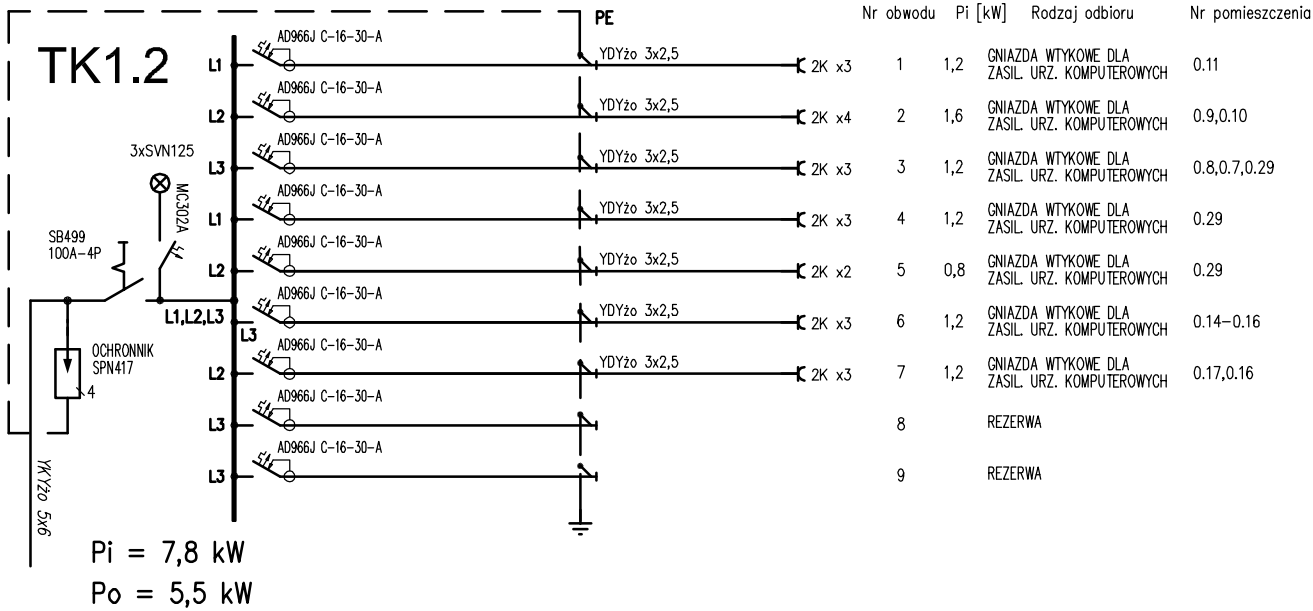 PE
Nr obwodu Pi [kW] Rodzaj odbioru Nr pomieszczenia
TK1.2
L1 AD966J C-16-30-A YDYżo 3x2,5 2K x3 1 1,2 GNIAZDA WTYKOWE DLA
ZASIL. URZ. KOMPUTEROWYCH 0.11
L2 AD966J C-16-30-A YDYżo 3x2,5 2K x4 2 1,6 GNIAZDA WTYKOWE DLA
ZASIL. URZ. KOMPUTEROWYCH 0.9,0.10
L3 AD966J C-16-30-A YDYżo 3x2,5 2K x3 3 1,2 GNIAZDA WTYKOWE DLA
ZASIL. URZ. KOMPUTEROWYCH 0.8,0.7,0.29
L1 AD966J C-16-30-A YDYżo 3x2,5 2K x3 4 1,2 GNIAZDA WTYKOWE DLA
ZASIL. URZ. KOMPUTEROWYCH 0.29
L2 AD966J C-16-30-A YDYżo 3x2,5 2K x2 5 0,8 GNIAZDA WTYKOWE DLA
ZASIL. URZ. KOMPUTEROWYCH 0.29
L3 AD966J C-16-30-A YDYżo 3x2,5 2K x3 6 1,2 GNIAZDA WTYKOWE DLA
ZASIL. URZ. KOMPUTEROWYCH 0.14-0.16
L2 AD966J C-16-30-A YDYżo 3x2,5 2K x3 7 1,2 GNIAZDA WTYKOWE DLA
ZASIL. URZ. KOMPUTEROWYCH 0.17,0.16
L3 AD966J C-16-30-A 8 REZERWA
L3 AD966J C-16-30-A 9 REZERWA
3xSVN125
MC302A
SB499
100A-4P
L1,L2,L3
OCHRONNIK
SPN417
4
YKYżo 5x6
Pi = 7,8 kW
Po = 5,5 kW